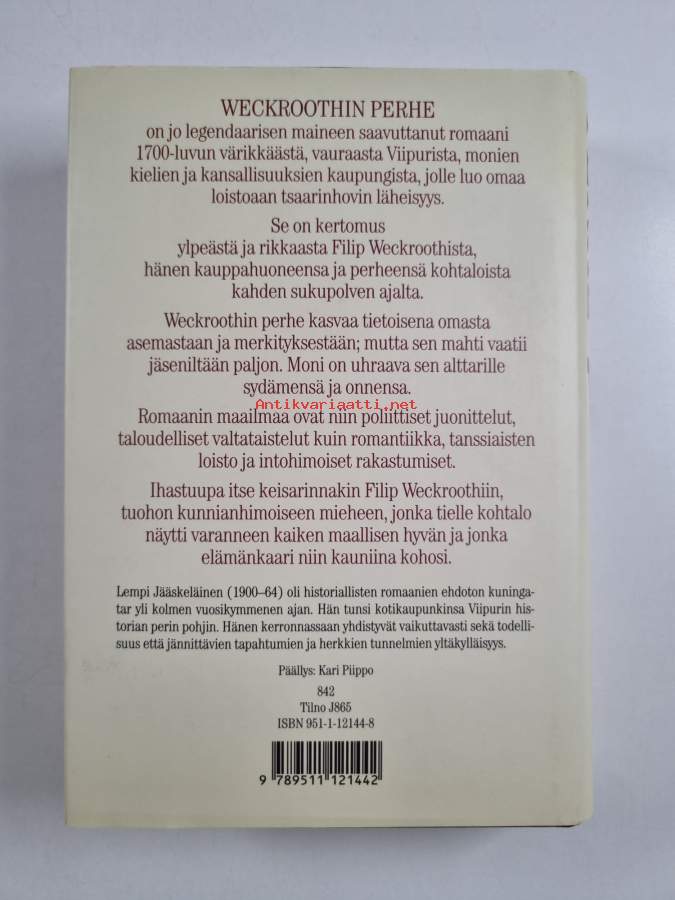 WECKROOTHIN PERHE
on jo legendaarisen maineen saavuttanut romaani
1700-luvun värikkäästä, vauraasta Viipurista, monien
kielien ja kansallisuuksien kaupungista, jolle luo omaa
loistoaan tsaarinhovin läheisyys.
Se on kertomus
ylpeästä ja rikkaasta Filip Weckroothista,
hänen kauppahuoneensa ja perheensä kohtaloista
kahden sukupolven ajalta.
Weckroothin perhe kasvaa tietoisena omasta
asemastaan ja merkityksestään; mutta sen mahti vaatii
jäseniltään paljon. Moni on uhraava sen alttarille
sydämensä ja onnensa.
Antikvariaatti.net
Romaanin maailmaa ovat niin poliittiset juonittelut,
taloudelliset valtataistelut kuin romantiikka, tanssiaisten
loisto ja intohimoiset rakastumiset.
Ihastuupa itse keisarinnakin Filip Weckroothiin,
tuohon kunnianhimoiseen mieheen, jonka tielle kohtalo
näytti varanneen kaiken maallisen hyvän ja jonka
elämänkaari niin kauniina kohosi.
Lempi Jääskeläinen (1900–64) oli historiallisten romaanien ehdoton kuninga-
tar yli kolmen vuosikymmenen ajan. Hän tunsi kotikaupunkinsa Viipurin his-
torian perin pohjin. Hänen kerronnassaan yhdistyvät vaikuttavasti sekä todelli-
suus että jännittävien tapahtumien ja herkkien tunnelmien yltäkylläisyys.
Päällys: Kari Piippo
842
Tilno J865
ISBN 951-1-12144-8
9 789511 121442